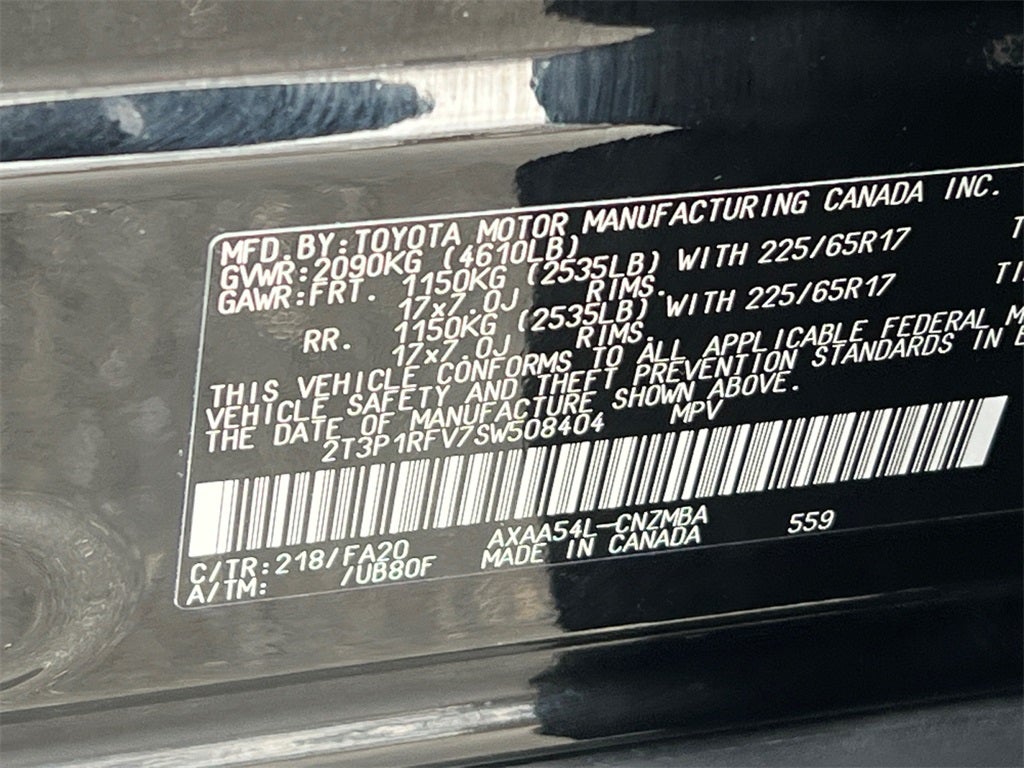 MFD. BY: TOYOTA MOTOR MANUFACTURING CANADA INC.
GVWR: 2090KG (4610LB)
GAWR: FRT. 1150KG (2535LB) WITH 225/65R17
17x7.0J RIMS.
RR. 1150KG (2535LB) WITH 225/65R17
17x7.0J RIMS.
THIS VEHICLE CONFORMS TO ALL APPLICABLE FEDERAL
VEHICLE SAFETY AND THEFT PREVENTION STANDARDS IN
THE DATE OF MANUFACTURE SHOWN ABOVE.
2T3P1RFV7SW508404 MPV
C/TR: 218/FA20 AXAA54L-CNZMBA 559
A/TM: /UB80F MADE IN CANADA